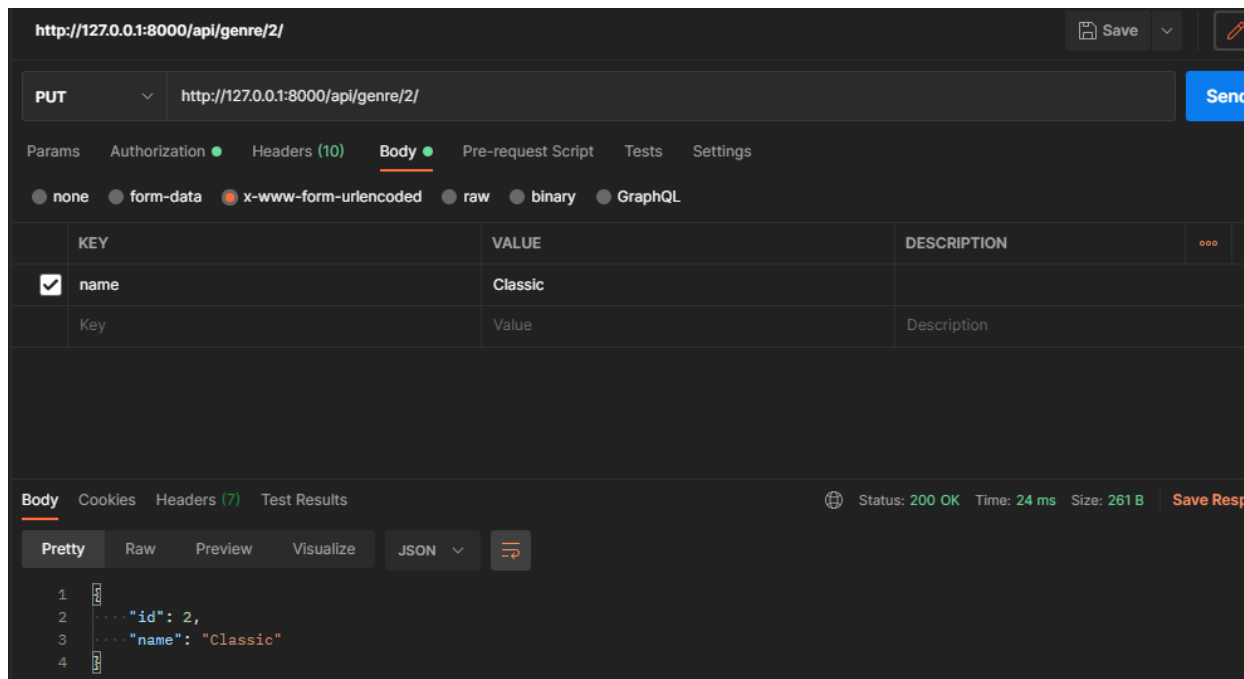 http://127.0.0.1:8000/api/genre/2/ Save
PUT http://127.0.0.1:8000/api/genre/2/ Send
Params Authorization Headers (10) Body Pre-request Script Tests Settings
none form-data x-www-form-urlencoded raw binary GraphQL
KEY VALUE DESCRIPTION
name Classic
Key Value Description
Body Cookies Headers (7) Test Results Status: 200 OK Time: 24 ms Size: 261 B Save Resp
Pretty Raw Preview Visualize JSON
1 {
2 "id": 2,
3 "name": "Classic"
4 }